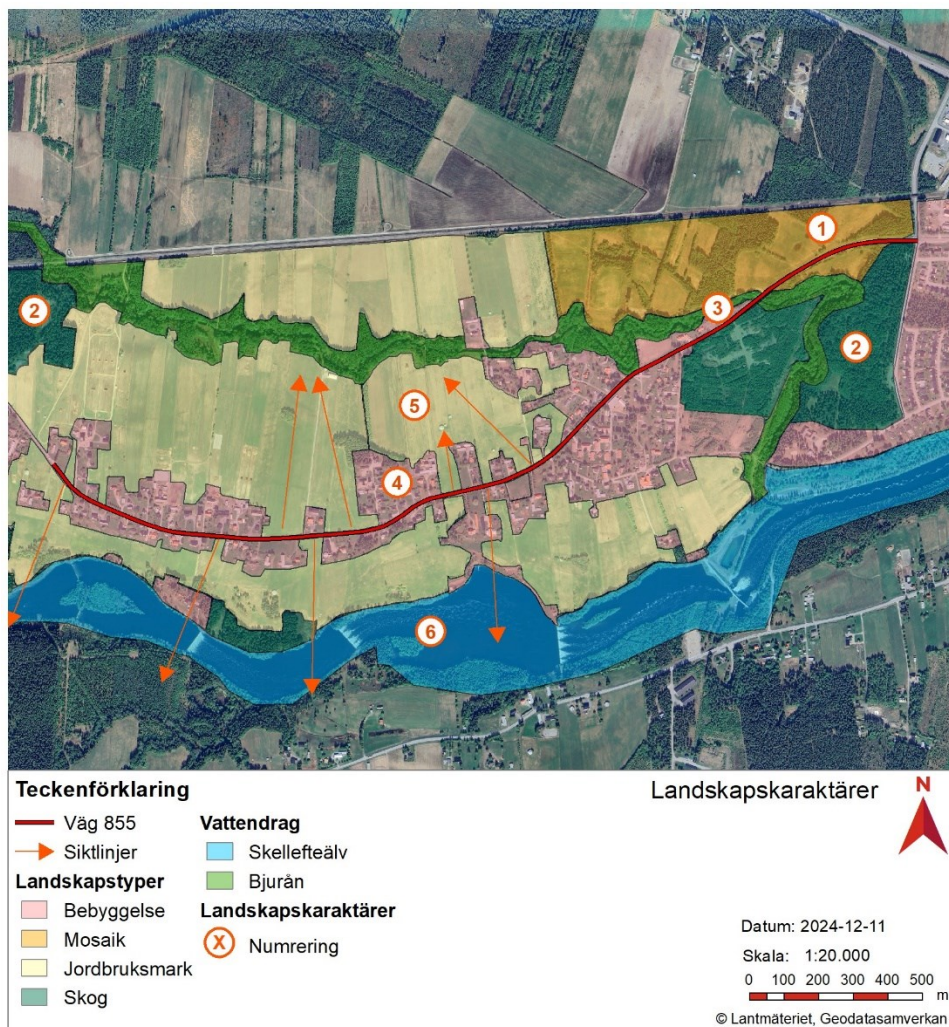 1
2
3
2
5
4
6
Teckenförklaring
Väg 855
Siktlinjer
Landskapstyper
Bebyggelse
Mosaik
Jordbruksmark
Skog
Vattendrag
Skellefteälv
Bjurån
Landskapskaraktärer
X Numrering
Landskapskaraktärer
N
Datum: 2024-12-11
Skala: 1:20.000
0 100 200 300 400 500
m
© Lantmäteriet, Geodatasamverkan